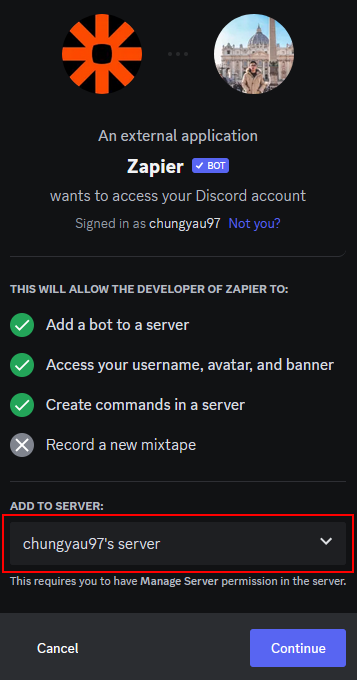 An external application
Zapier BOT
wants to access your Discord account
Signed in as chungyau97 Not you?
THIS WILL ALLOW THE DEVELOPER OF ZAPIER TO:
Add a bot to a server
Access your username, avatar, and banner
Create commands in a server
Record a new mixtape
ADD TO SERVER:
chungyau97's server
This requires you to have Manage Server permission in the server.
Cancel Continue